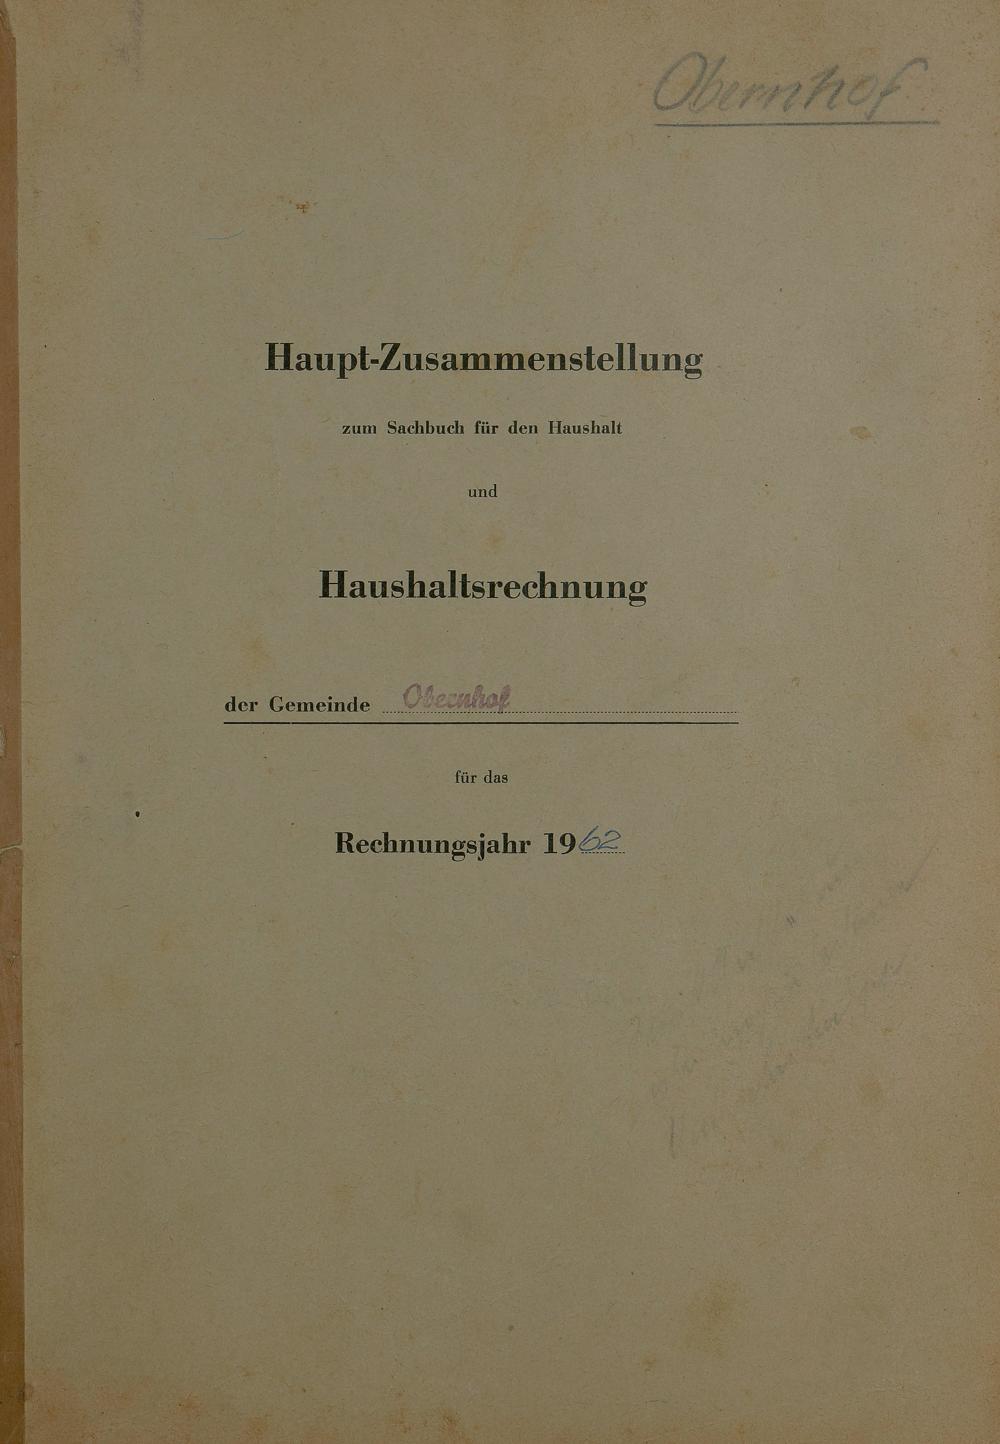 Obernhof
Haupt-Zusammenstellung
zum Sachbuch für den Haushalt
und
Haushaltsrechnung
der Gemeinde Obernhof
für das
Rechnungsjahr 1962